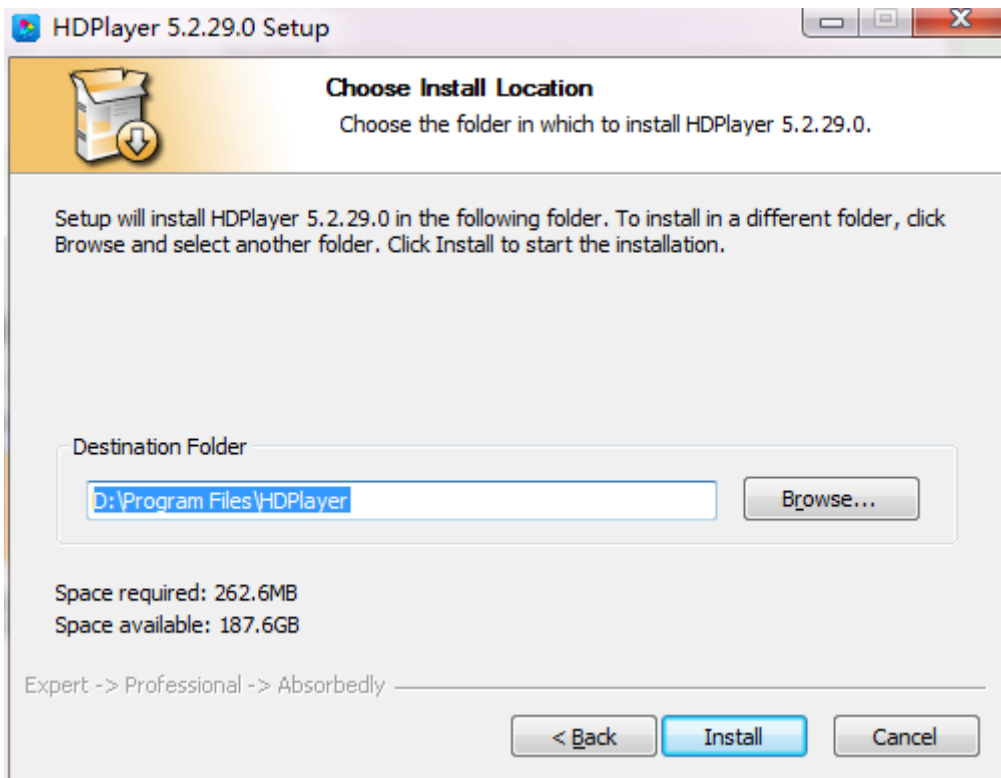 HDPlayer 5.2.29.0 Setup
Choose Install Location
Choose the folder in which to install HDPlayer 5.2.29.0.
Setup will install HDPlayer 5.2.29.0 in the following folder. To install in a different folder, click
Browse and select another folder. Click Install to start the installation.
Destination Folder
D:\Program Files\HDPlayer
Browse...
Space required: 262.6MB
Space available: 187.6GB
Expert -> Professional -> Absorbedly
< Back
Install
Cancel